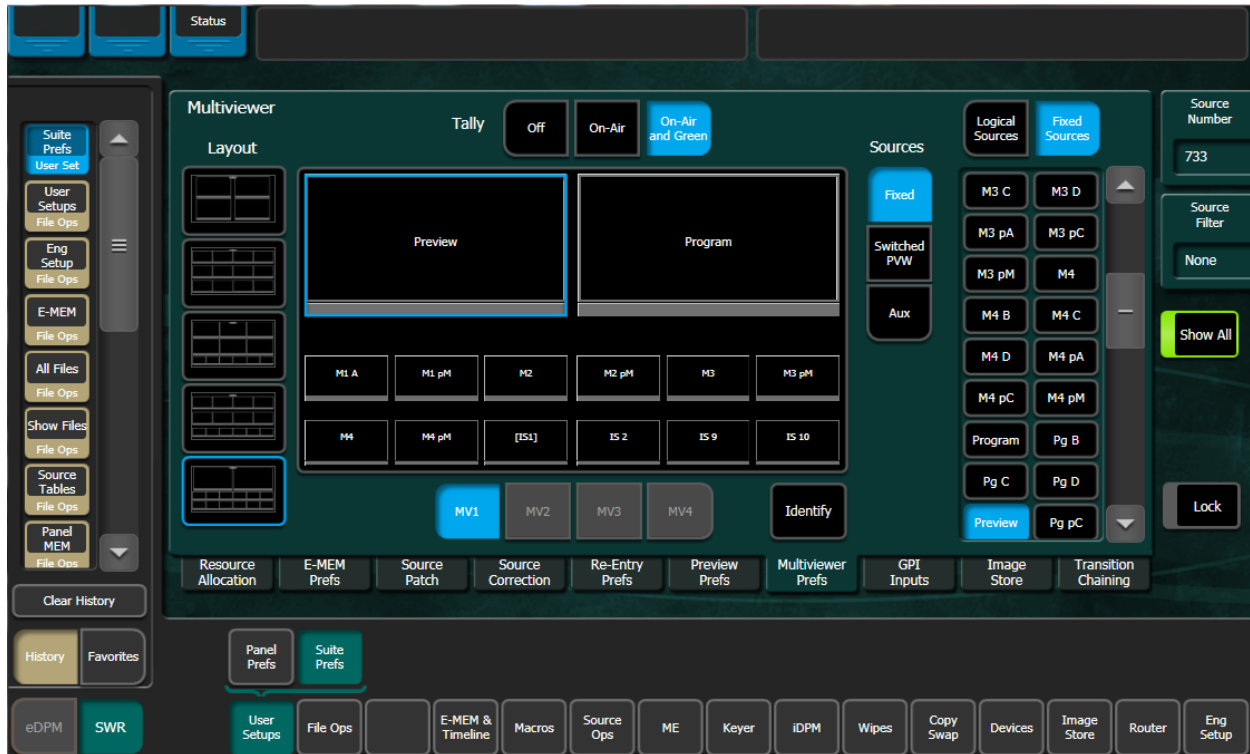 Status
Suite
Prefs
User Set
User
Setups
File Ops
Eng
Setup
File Ops
E-MEM
File Ops
All Files
File Ops
Show Files
File Ops
Source
Tables
File Ops
Panel
MEM
File Ops
Clear History
History
Favorites
eDPM
SWR
Multiviewer
Layout
Tally
Off
On-Air
On-Air
and Green
Preview
Program
M1 A
M1 pM
M2
M2 pM
M3
M3 pM
M4
M4 pM
[IS1]
IS 2
IS 9
IS 10
MV1
MV2
MV3
MV4
Identify
Sources
Fixed
Switched
PVW
Aux
Logical
Sources
Fixed
Sources
M3 C
M3 D
M3 pA
M3 pC
M3 pM
M4
M4 B
M4 C
M4 D
M4 pA
M4 pC
M4 pM
Program
Pg B
Pg C
Pg D
Preview
Pg pC
Source
Number
733
Source
Filter
None
Show All
Lock
Resource
Allocation
E-MEM
Prefs
Source
Patch
Source
Correction
Re-Entry
Prefs
Preview
Prefs
Multiviewer
Prefs
GPI
Inputs
Image
Store
Transition
Chaining
Panel
Prefs
Suite
Prefs
User
Setups
File Ops
E-MEM &
Timeline
Macros
Source
Ops
ME
Keyer
iDPM
Wipes
Copy
Swap
Devices
Image
Store
Router
Eng
Setup